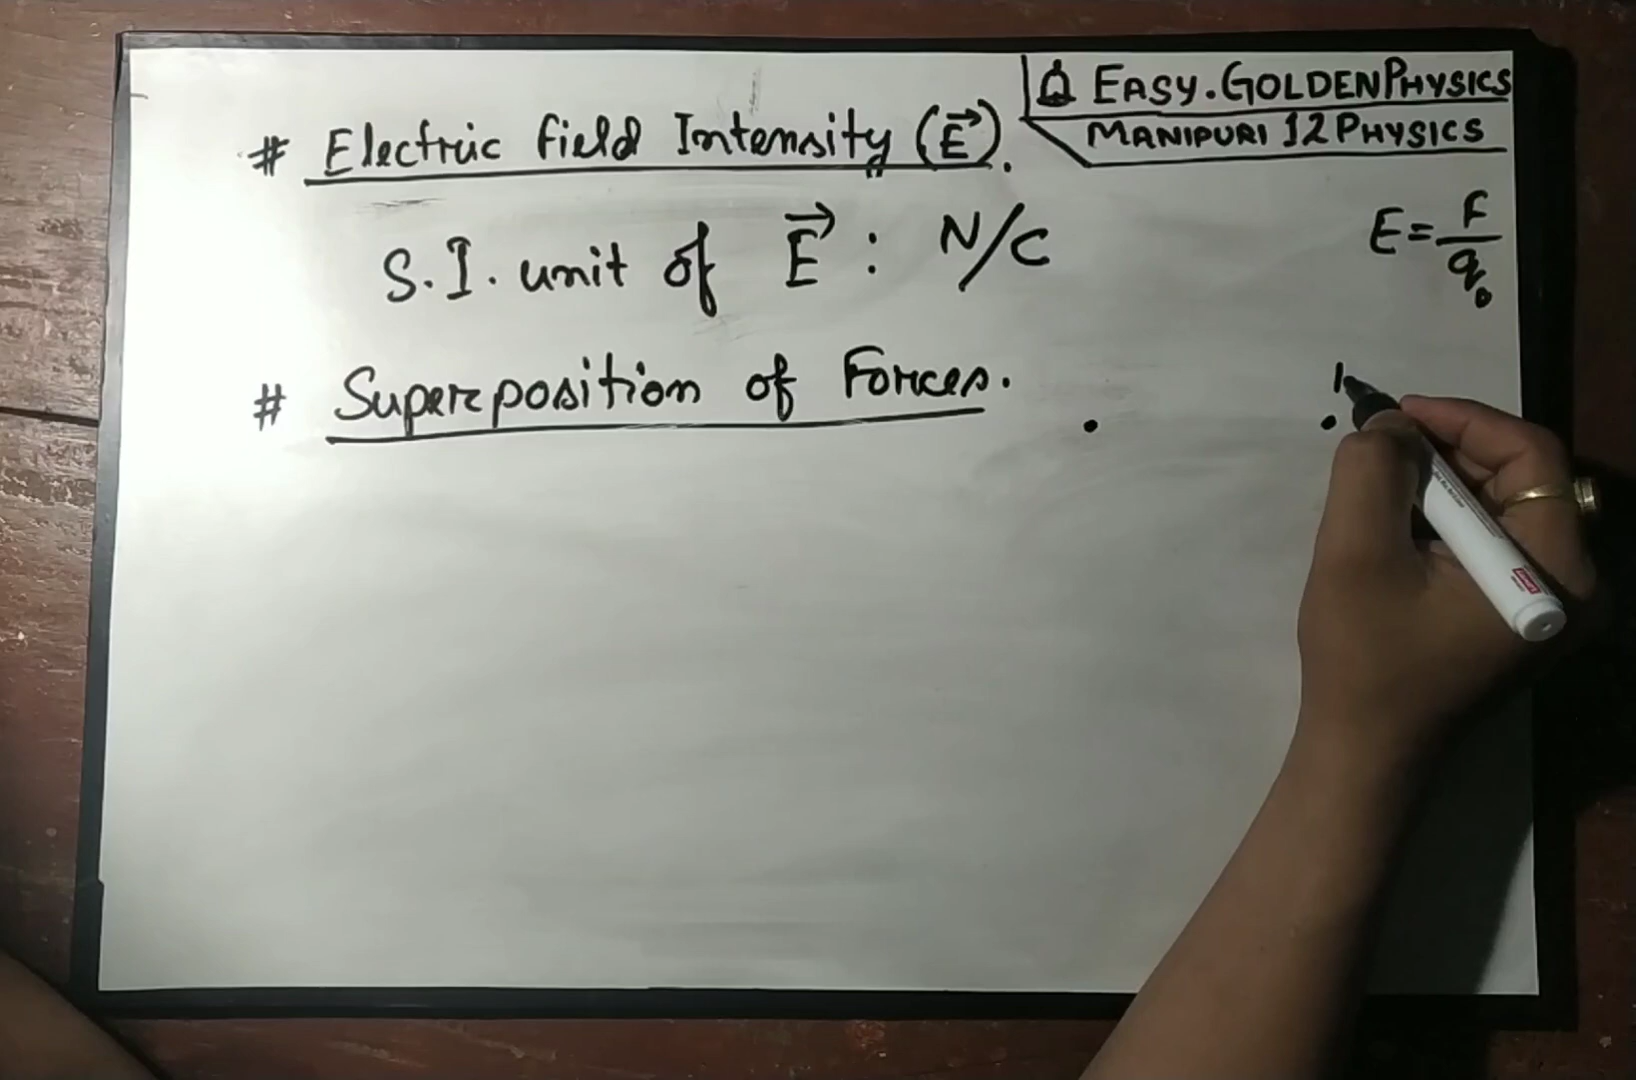 EASY.GOLDENPHYSICS
MANIPURI 12 PHYSICS
# Electric field Intensity (E⃗).
S.I. unit of E⃗ : N/C
E = F/q₀
# Superposition of Forces.